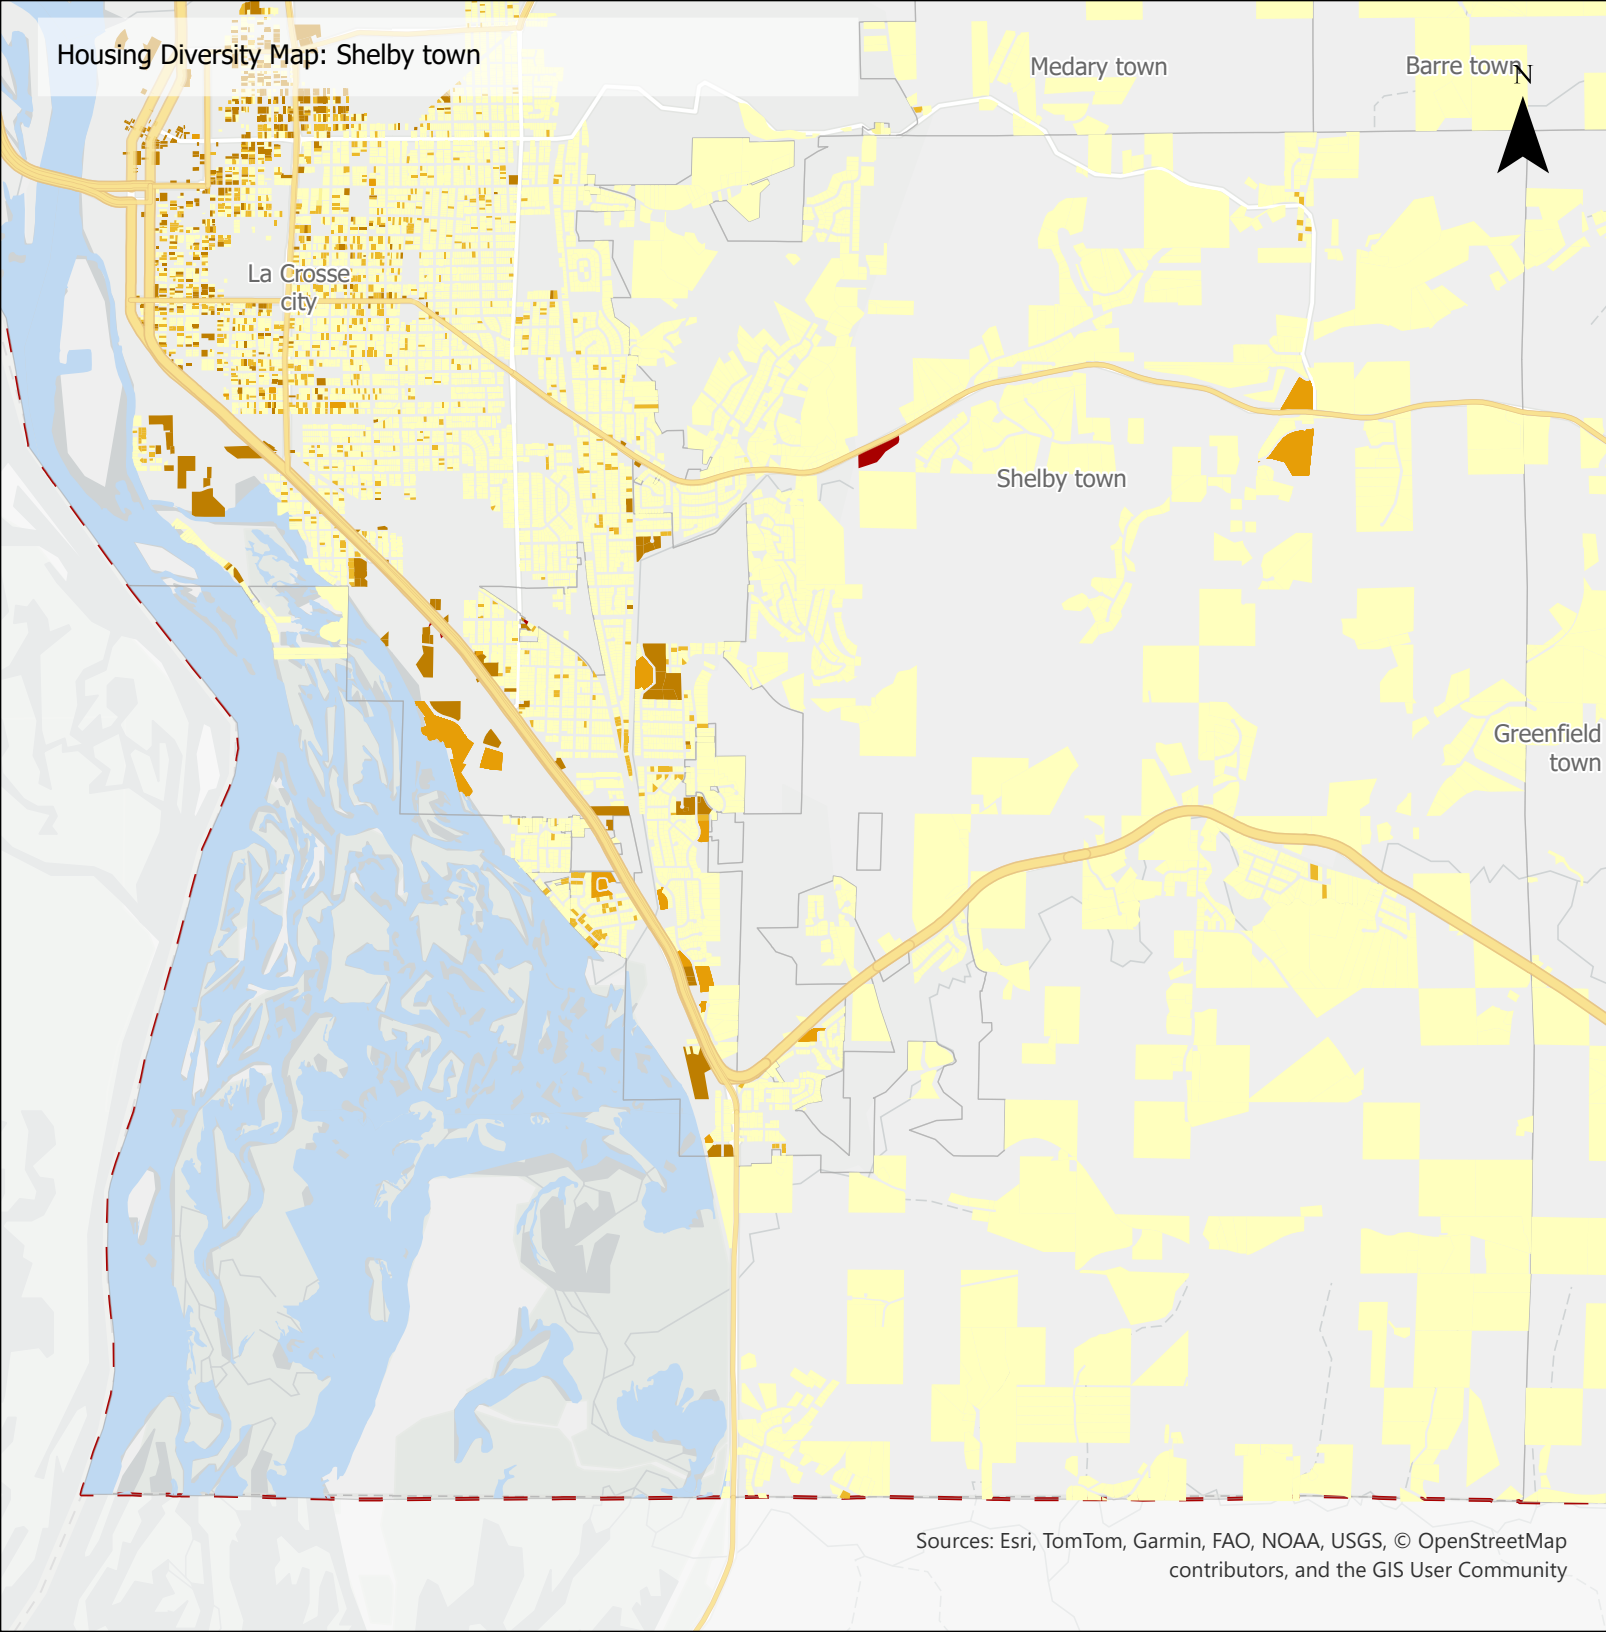 Housing Diversity Map: Shelby town
Medary town
Barre town
N
La Crosse
city
Shelby town
Greenfield
town
Sources: Esri, TomTom, Garmin, FAO, NOAA, USGS, © OpenStreetMap
contributors, and the GIS User Community